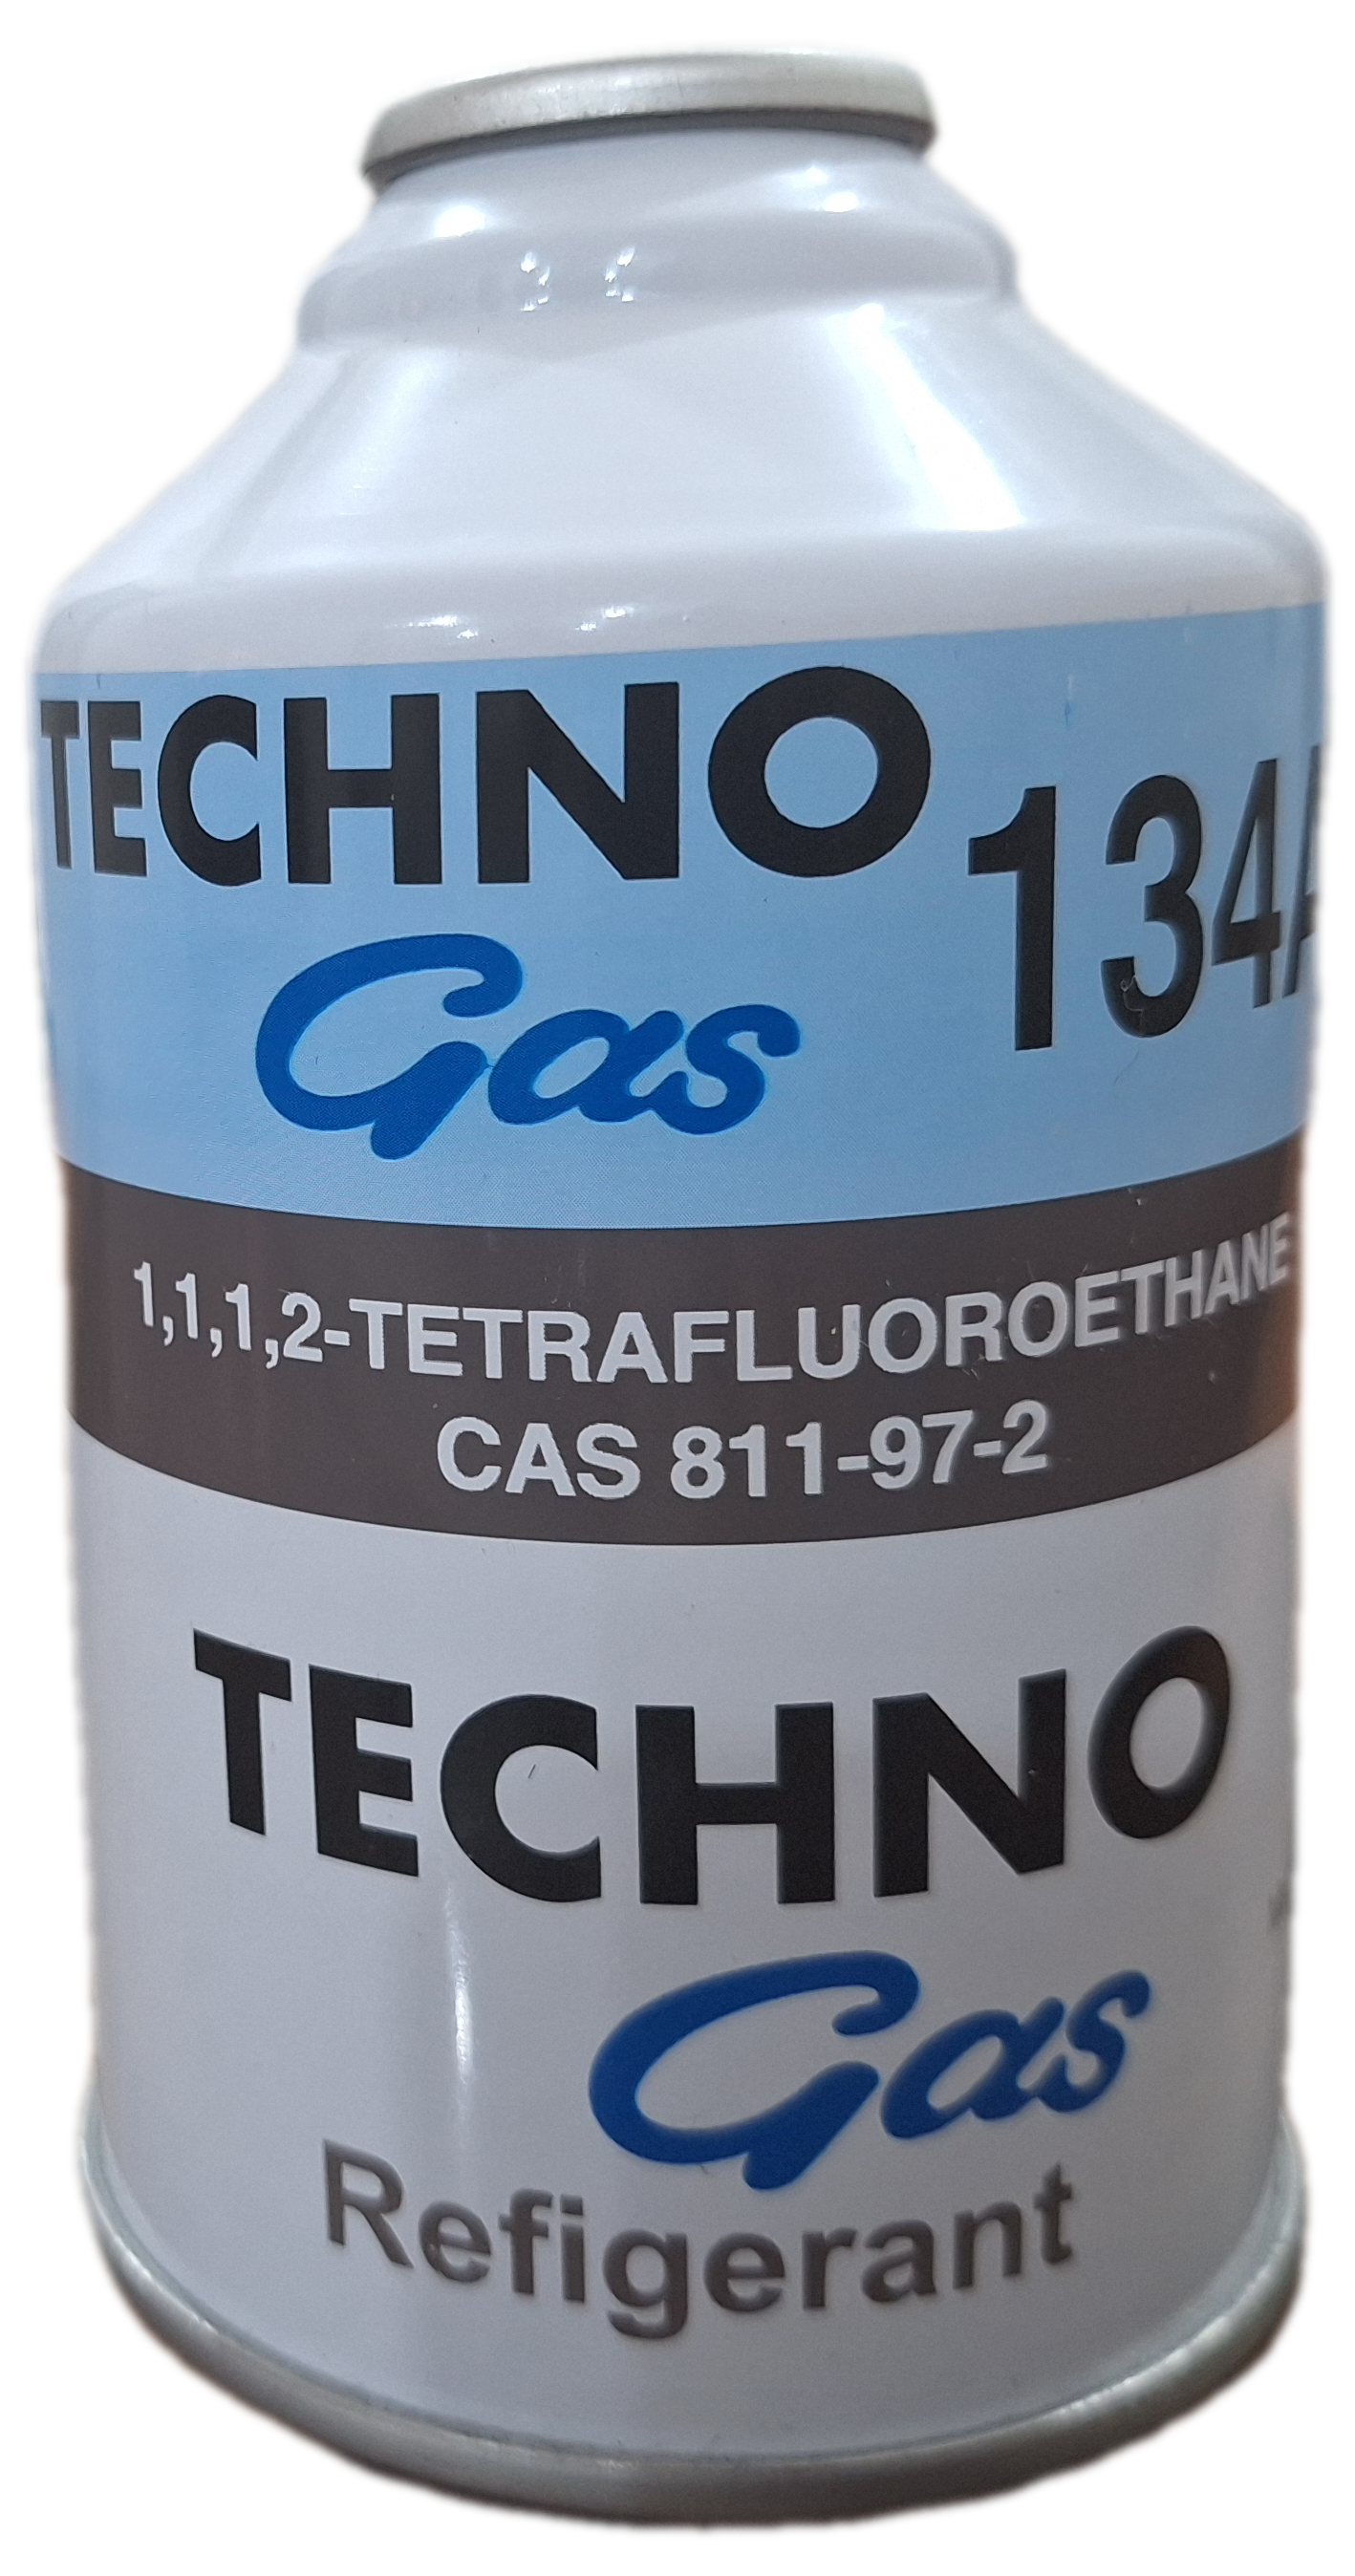 TECHNO 134A
Gas
1,1,1,2-TETRAFLUOROETHANE
CAS 811-97-2
TECHNO
Gas
Refigerant